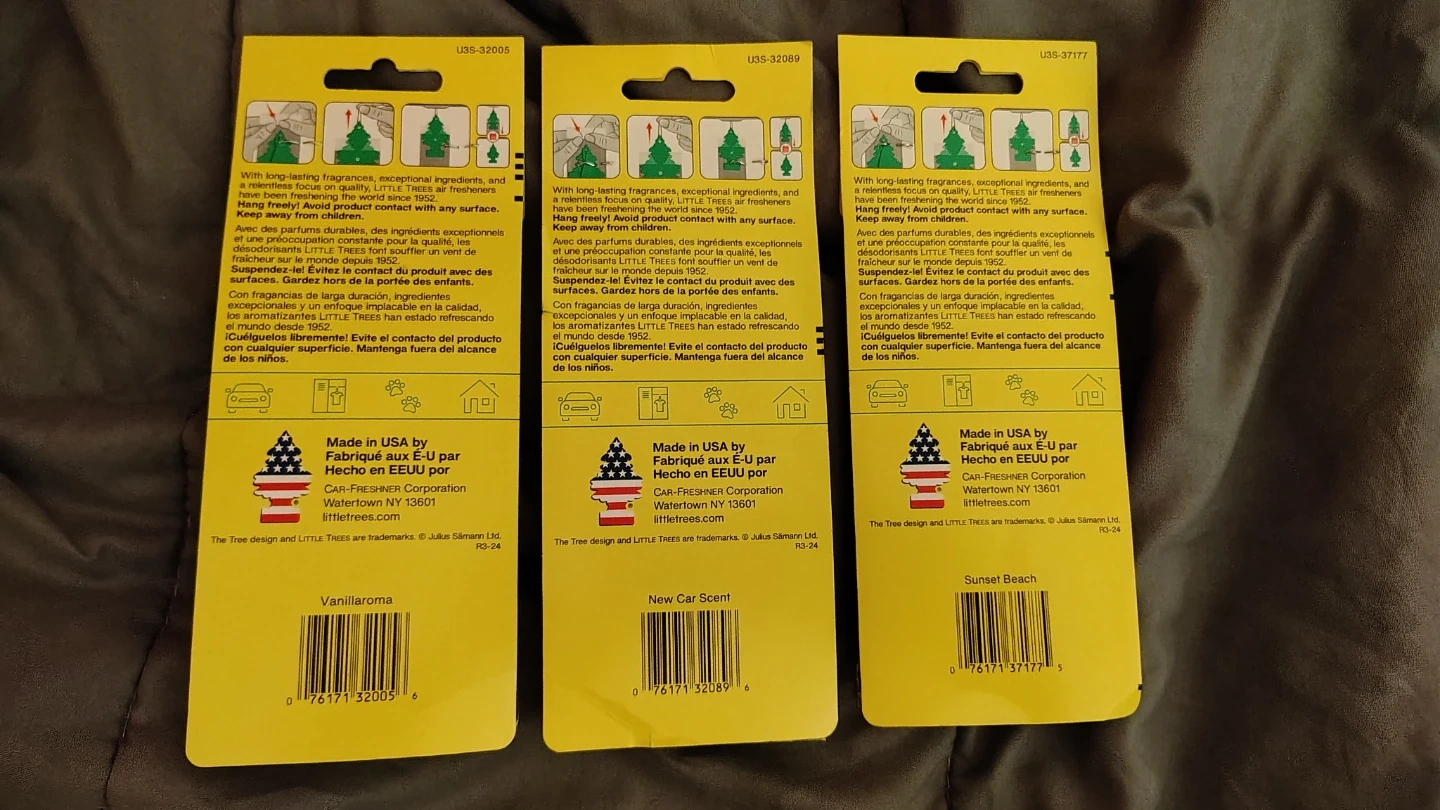 U3S-32005
With long-lasting fragrances, exceptional ingredients, and
a relentless focus on quality, LITTLE TREES air fresheners
have been freshening the world since 1952.
Hang freely! Avoid product contact with any surface.
Keep away from children.
Avec des parfums durables, des ingrédients exceptionnels
et une préoccupation constante pour la qualité, les
désodorisants LITTLE TREES font souffler un vent de
fraîcheur sur le monde depuis 1952.
Suspendez-le! Évitez le contact du produit avec des
surfaces. Gardez hors de la portée des enfants.
Con fragancias de larga duración, ingredientes
excepcionales y un enfoque implacable en la calidad,
los aromatizantes LITTLE TREES han estado refrescando
el mundo desde 1952.
¡Cuélguelos libremente! Evite el contacto del producto
con cualquier superficie. Mantenga fuera del alcance
de los niños.
Made in USA by
Fabriqué aux É-U par
Hecho en EEUU por
CAR-FRESHNER Corporation
Watertown NY 13601
littletrees.com
The Tree design and LITTLE TREES are trademarks. © Julius Sämann Ltd.
R3-24
Vanillaroma
0 76171 32005 6
U3S-32089
With long-lasting fragrances, exceptional ingredients, and
a relentless focus on quality, LITTLE TREES air fresheners
have been freshening the world since 1952.
Hang freely! Avoid product contact with any surface.
Keep away from children.
Avec des parfums durables, des ingrédients exceptionnels
et une préoccupation constante pour la qualité, les
désodorisants LITTLE TREES font souffler un vent de
fraîcheur sur le monde depuis 1952.
Suspendez-le! Évitez le contact du produit avec des
surfaces. Gardez hors de la portée des enfants.
Con fragancias de larga duración, ingredientes
excepcionales y un enfoque implacable en la calidad,
los aromatizantes LITTLE TREES han estado refrescando
el mundo desde 1952.
¡Cuélguelos libremente! Evite el contacto del producto
con cualquier superficie. Mantenga fuera del alcance
de los niños.
Made in USA by
Fabriqué aux É-U par
Hecho en EEUU por
CAR-FRESHNER Corporation
Watertown NY 13601
littletrees.com
The Tree design and LITTLE TREES are trademarks. © Julius Sämann Ltd.
R3-24
New Car Scent
0 76171 32089 6
U3S-37177
With long-lasting fragrances, exceptional ingredients, and
a relentless focus on quality, LITTLE TREES air fresheners
have been freshening the world since 1952.
Hang freely! Avoid product contact with any surface.
Keep away from children.
Avec des parfums durables, des ingrédients exceptionnels
et une préoccupation constante pour la qualité, les
désodorisants LITTLE TREES font souffler un vent de
fraîcheur sur le monde depuis 1952.
Suspendez-le! Évitez le contact du produit avec des
surfaces. Gardez hors de la portée des enfants.
Con fragancias de larga duración, ingredientes
excepcionales y un enfoque implacable en la calidad,
los aromatizantes LITTLE TREES han estado refrescando
el mundo desde 1952.
¡Cuélguelos libremente! Evite el contacto del producto
con cualquier superficie. Mantenga fuera del alcance
de los niños.
Made in USA by
Fabriqué aux É-U par
Hecho en EEUU por
CAR-FRESHNER Corporation
Watertown NY 13601
littletrees.com
The Tree design and LITTLE TREES are trademarks. © Julius Sämann Ltd.
R3-24
Sunset Beach
0 76171 37177 5